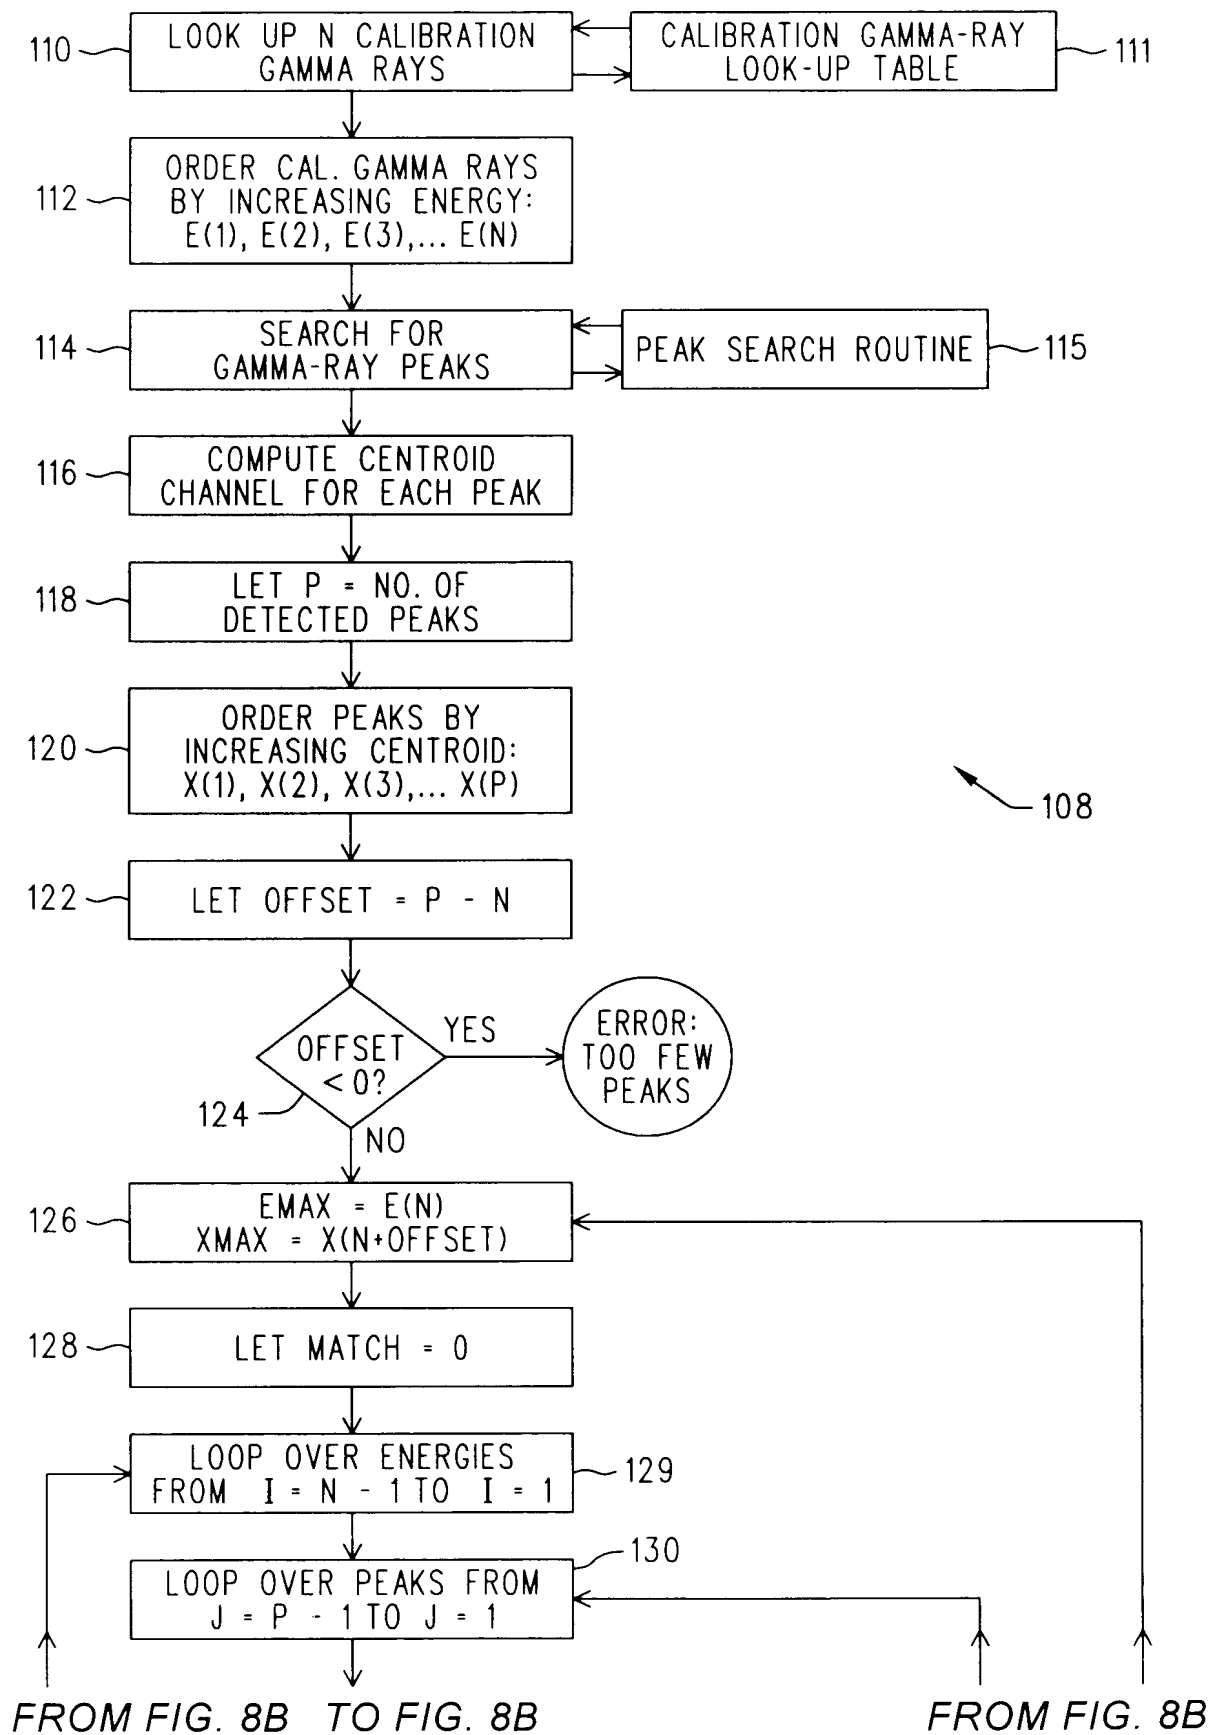 110
LOOK UP N CALIBRATION
GAMMA RAYS
CALIBRATION GAMMA-RAY
LOOK-UP TABLE
111
112
ORDER CAL. GAMMA RAYS
BY INCREASING ENERGY:
E(1), E(2), E(3),... E(N)
114
SEARCH FOR
GAMMA-RAY PEAKS
PEAK SEARCH ROUTINE
115
116
COMPUTE CENTROID
CHANNEL FOR EACH PEAK
118
LET P = NO. OF
DETECTED PEAKS
120
ORDER PEAKS BY
INCREASING CENTROID:
X(1), X(2), X(3),... X(P)
108
122
LET OFFSET = P - N
124
OFFSET
< 0?
YES
ERROR:
TOO FEW
PEAKS
NO
126
EMAX = E(N)
XMAX = X(N+OFFSET)
128
LET MATCH = 0
LOOP OVER ENERGIES
FROM I = N - 1 TO I = 1
129
130
LOOP OVER PEAKS FROM
J = P - 1 TO J = 1
FROM FIG. 8B
TO FIG. 8B
FROM FIG. 8B